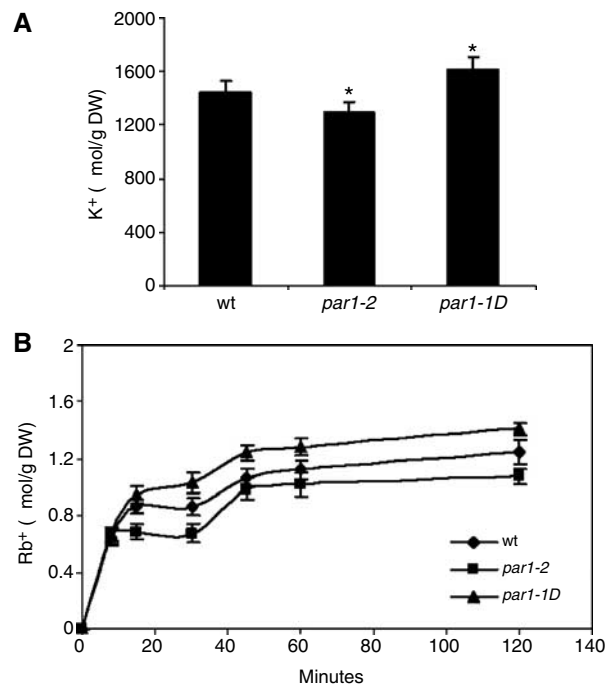 A
K+ ( mol/g DW)
2000
1600
1200
800
400
0
*
*
wt
par1-2
par1-1D
B
Rb+ ( mol/g DW)
2
1.6
1.2
0.8
0.4
0
wt
par1-2
par1-1D
0 20 40 60 80 100 120 140
Minutes